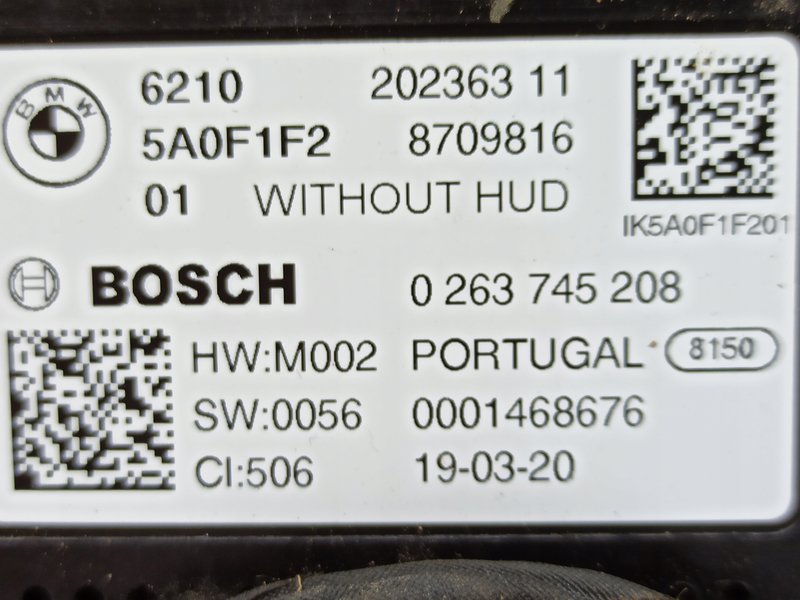 BMW
6210 202363 11
5A0F1F2 8709816
01 WITHOUT HUD
IK5A0F1F201
BOSCH 0 263 745 208
HW:M002 PORTUGAL 8150
SW:0056 0001468676
CI:506 19-03-20